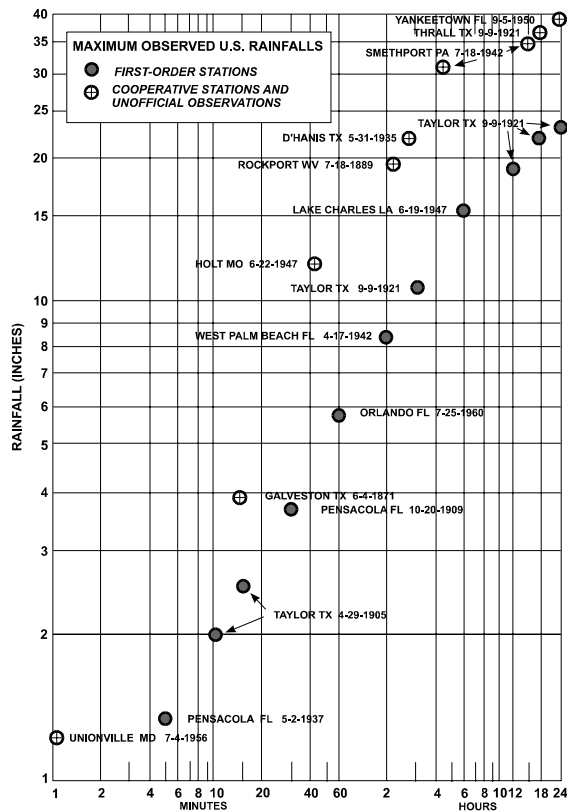 MAXIMUM OBSERVED U.S. RAINFALLS
FIRST-ORDER STATIONS
COOPERATIVE STATIONS AND
UNOFFICIAL OBSERVATIONS
YANKEETOWN FL 9-5-1950
THRALL TX 9-9-1921
SMETHPORT PA 7-18-1942
TAYLOR TX 9-9-1921
D'HANIS TX 5-31-1935
ROCKPORT WV 7-18-1889
LAKE CHARLES LA 6-19-1947
HOLT MO 6-22-1947
TAYLOR TX 9-9-1921
WEST PALM BEACH FL 4-17-1942
ORLANDO FL 7-25-1960
GALVESTON TX 6-4-1871
PENSACOLA FL 10-20-1909
TAYLOR TX 4-29-1905
PENSACOLA FL 5-2-1937
UNIONVILLE MD 7-4-1956
RAINFALL (INCHES)
40
30
25
20
15
10
9
8
7
6
5
4
3
2
1
1 2 4 6 8 10 20 40 60 2 4 6 8 10 12 18 24
MINUTES HOURS